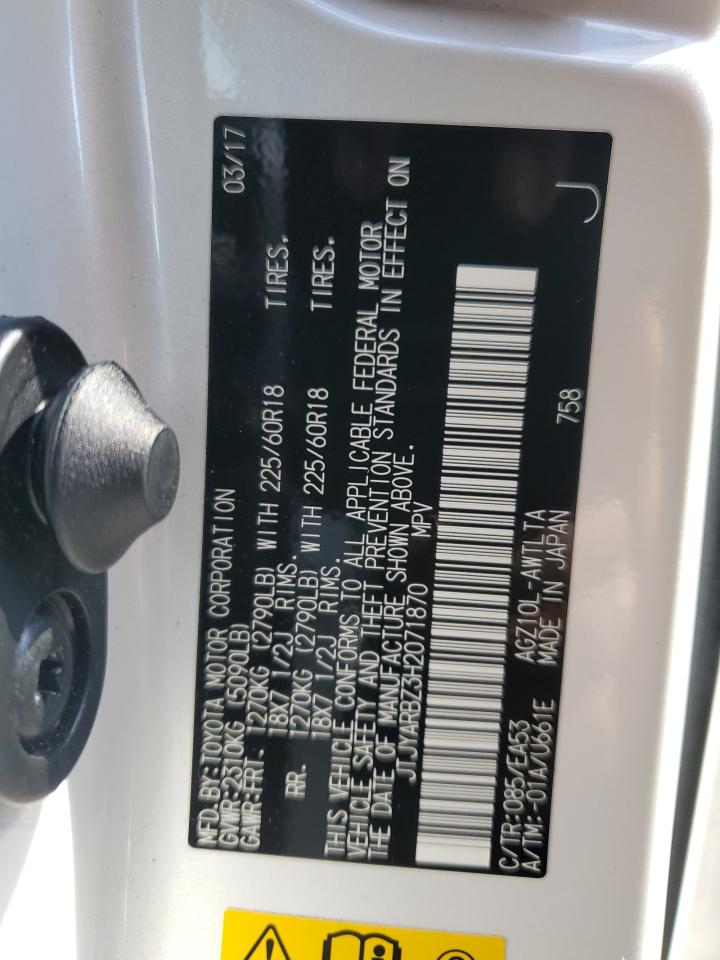 MFD BY:TOYOTA MOTOR CORPORATION 03/17
GVWR:2310KG (5090LB)
GAWR:FRT. 1270KG (2790LB) WITH 225/60R18 TIRES.
18X7 1/2J RIMS.
RR. 1270KG (2790LB) WITH 225/60R18 TIRES.
18X7 1/2J RIMS.
THIS VEHICLE CONFORMS TO ALL APPLICABLE FEDERAL MOTOR
VEHICLE SAFETY AND THEFT PREVENTION STANDARDS IN EFFECT ON
THE DATE OF MANUFACTURE SHOWN ABOVE.
JTJYARBZ3H2071870 MPV
C/TR:085/EA53 AGZ10L-AWTLTA 758 J
A/TM:-01A/U661E MADE IN JAPAN